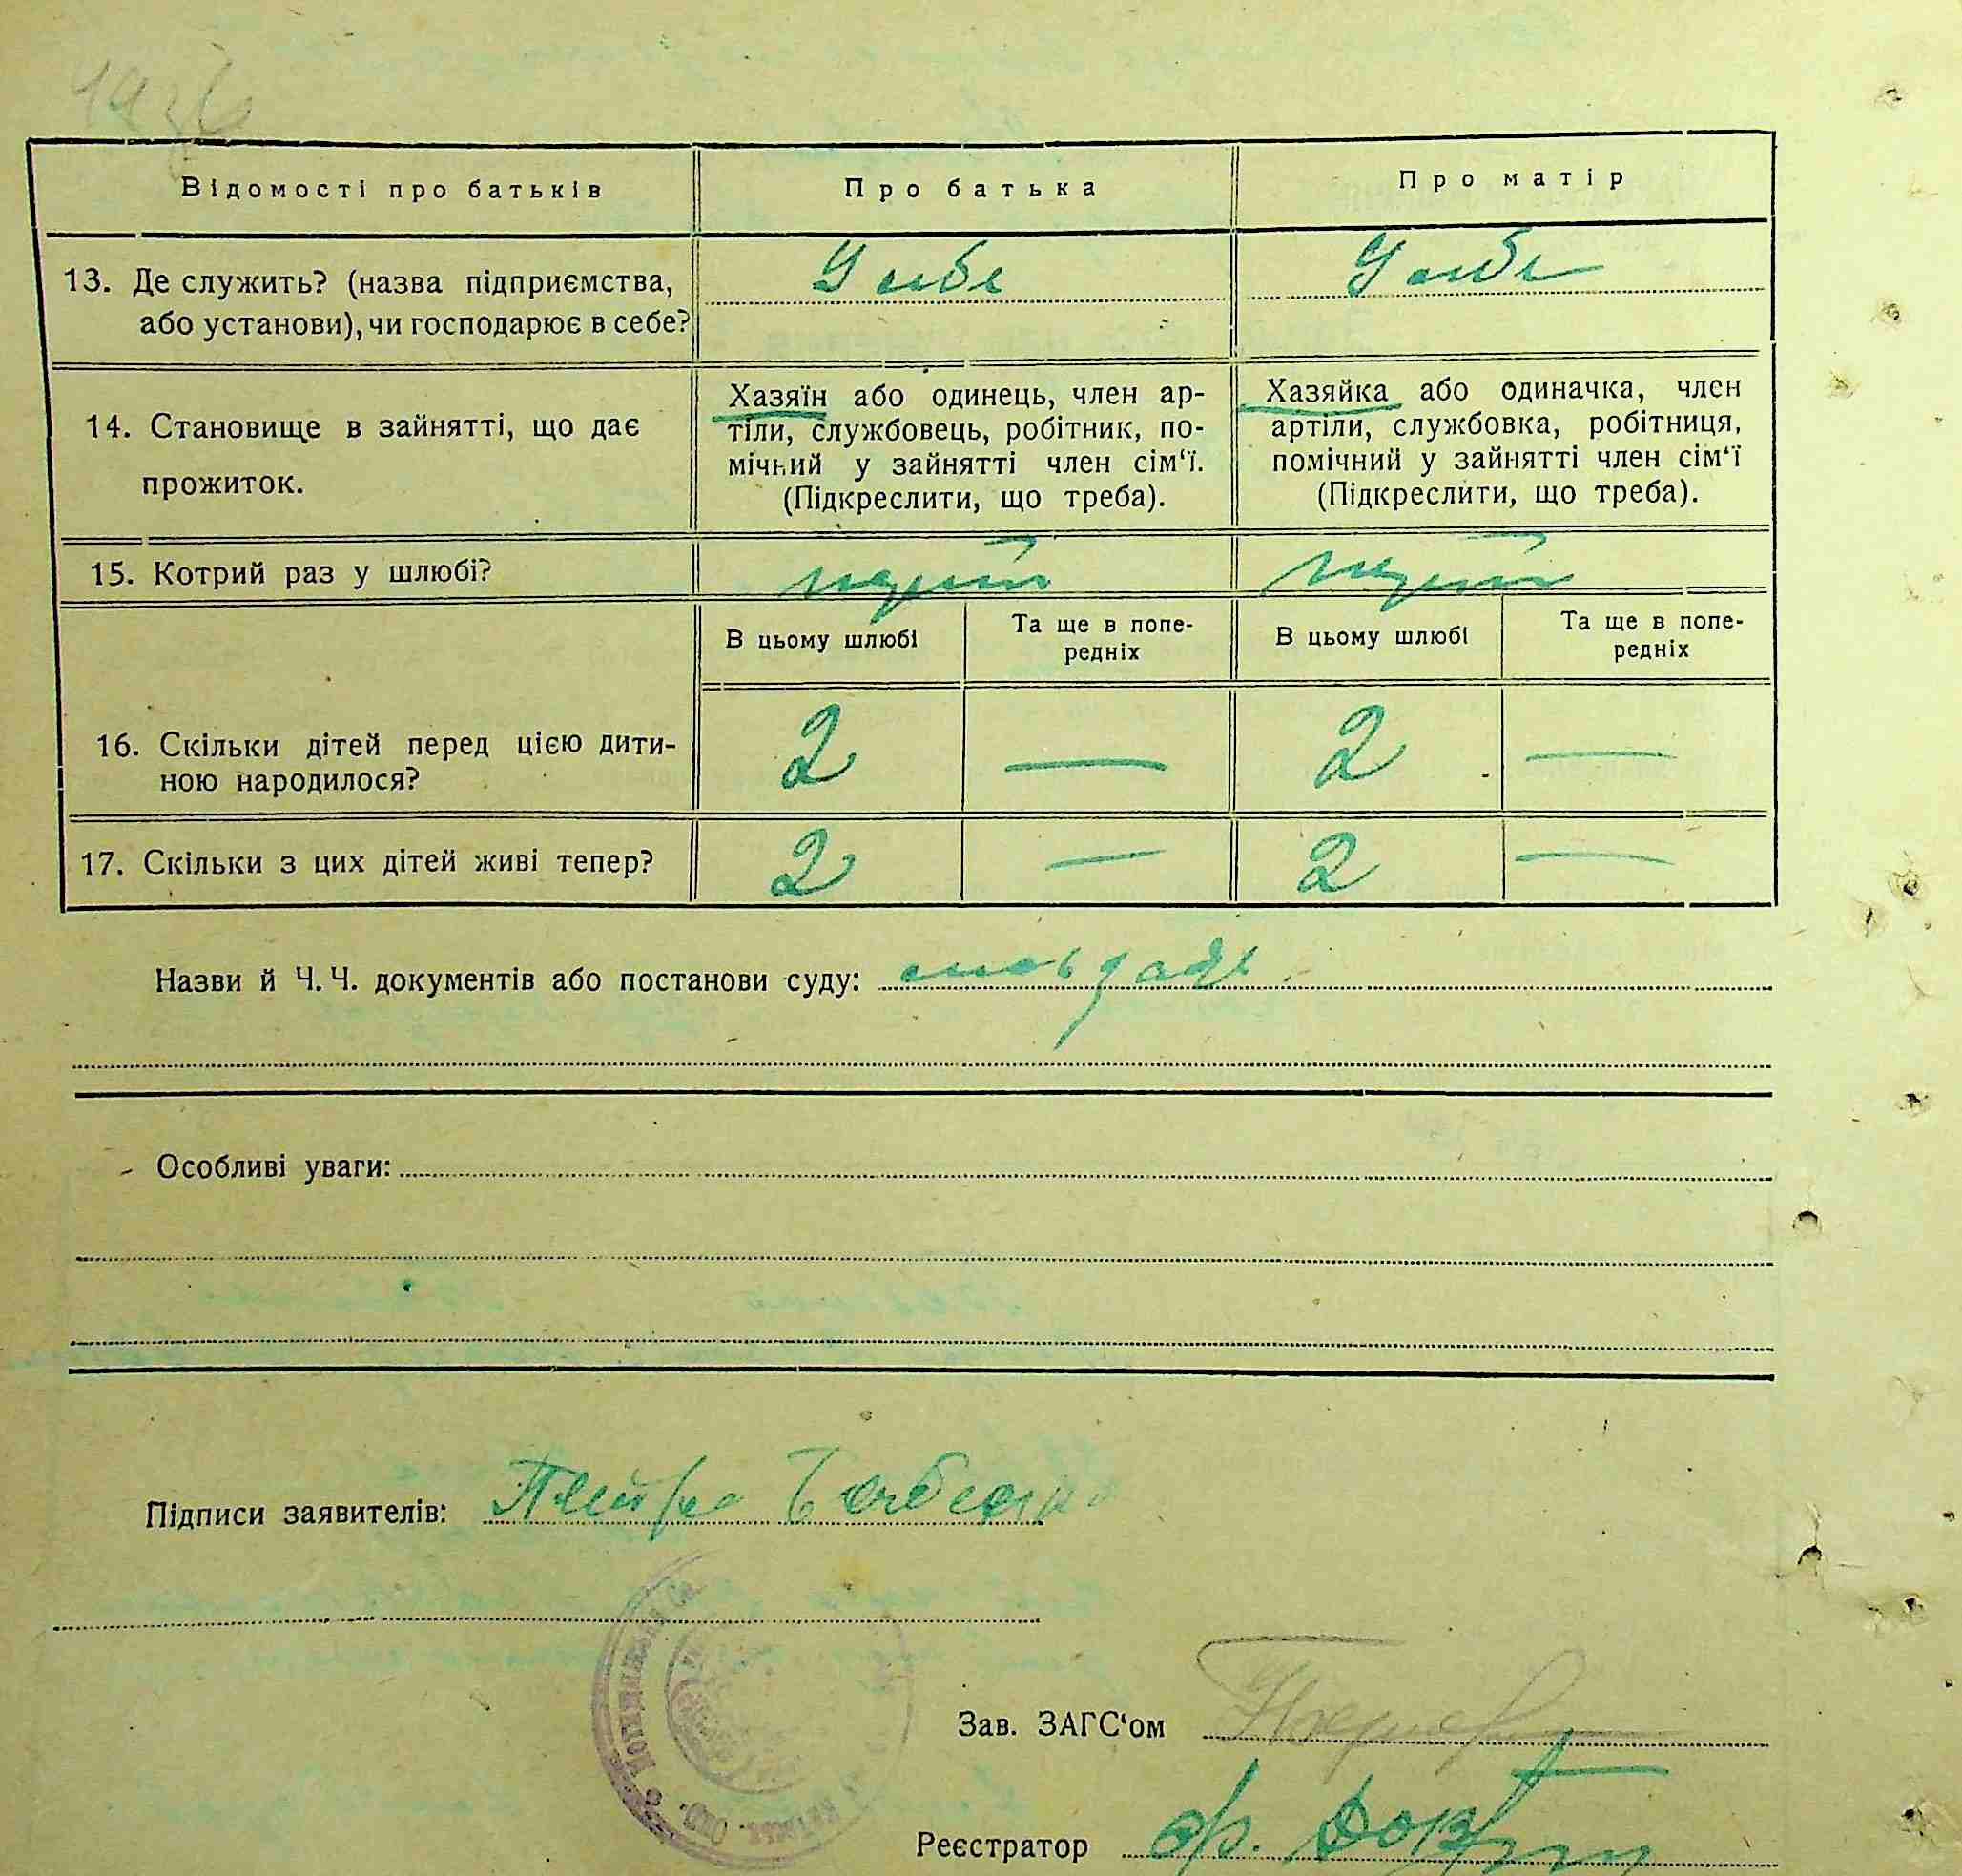 Відомості про батьків
Про батька
Про матір
13. Де служить? (назва підприємства,
або установи), чи господарює в себе?
У себе
У себе
14. Становище в зайнятті, що дає
прожиток.
Хазяїн або одинець, член ар-
тіли, службовець, робітник, по-
мічний у зайнятті член сім'ї.
(Підкреслити, що треба).
Хазяйка або одиначка, член
артіли, службовка, робітниця,
помічний у зайнятті член сім'ї
(Підкреслити, що треба).
15. Котрий раз у шлюбі?
перший
перший
В цьому шлюбі
Та ще в попе-
редніх
В цьому шлюбі
Та ще в попе-
редніх
16. Скільки дітей перед цією дити-
ною народилося?
2 — 2 —
17. Скільки з цих дітей живі тепер?
2 — 2 —
Назви й Ч. Ч. документів або постанови суду:
Особливі уваги:
Підписи заявителів: Петро
Зав. ЗАГС'ом
Реєстратор